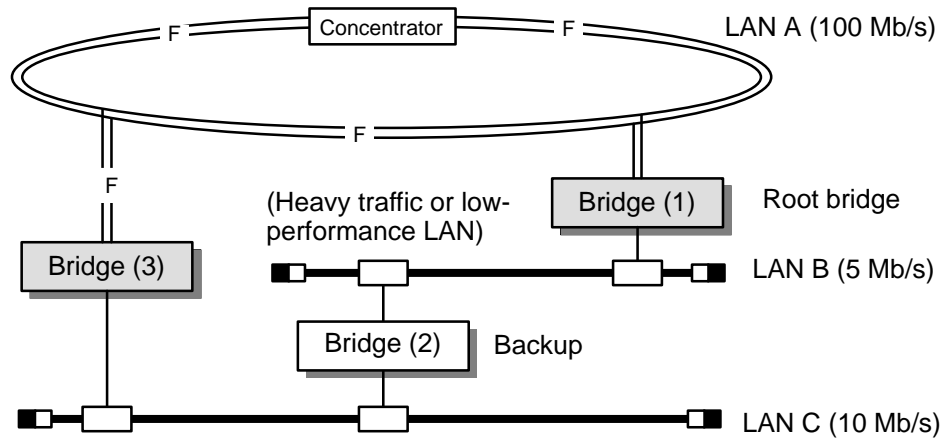 Concentrator
LAN A (100 Mb/s)
F
F
F
F
(Heavy traffic or low-
performance LAN)
Bridge (1)
Root bridge
Bridge (3)
LAN B (5 Mb/s)
Bridge (2)
Backup
LAN C (10 Mb/s)